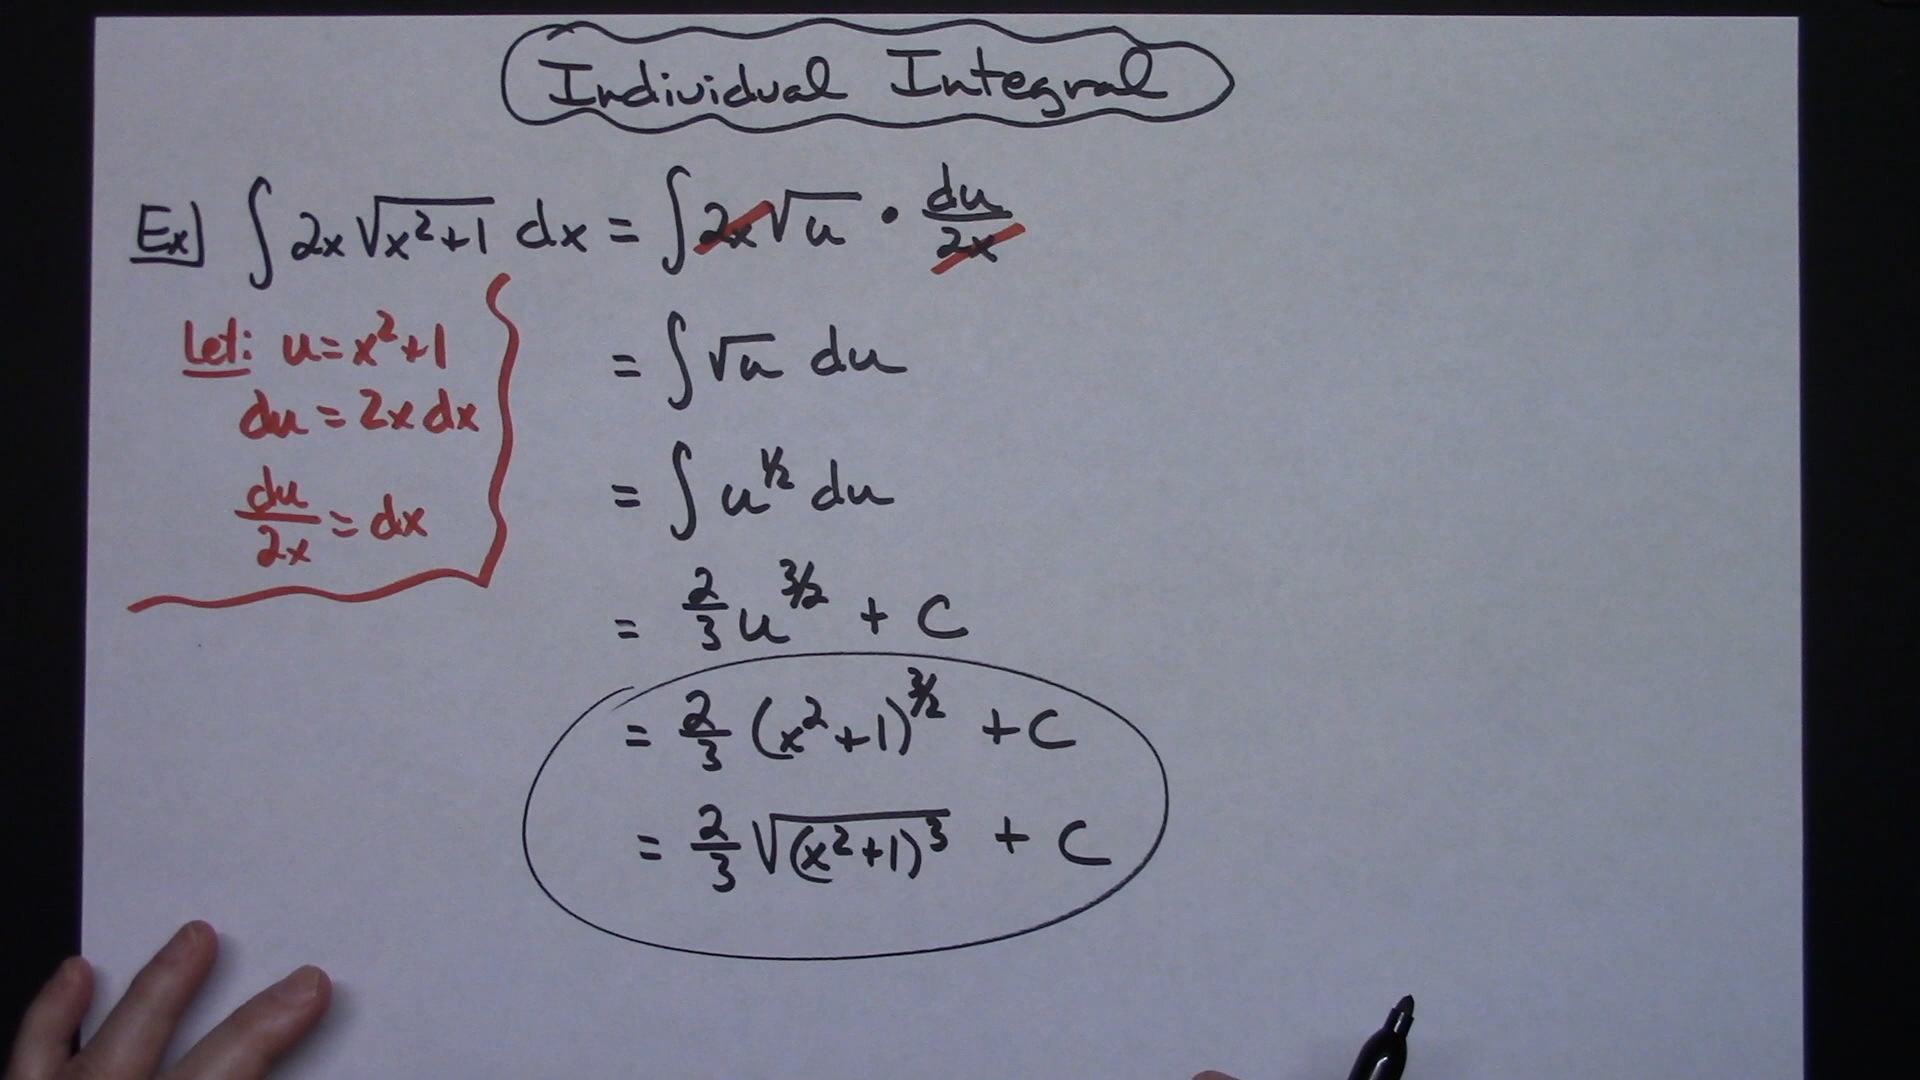 Individual Integral
Ex] ∫ 2x √(x²+1) dx = ∫ 2x √u · du/2x
Let: u = x²+1
du = 2x dx
du/2x = dx
= ∫ √u du
= ∫ u^(1/2) du
= 2/3 u^(3/2) + C
= 2/3 (x²+1)^(3/2) + C
= 2/3 √((x²+1)³) + C